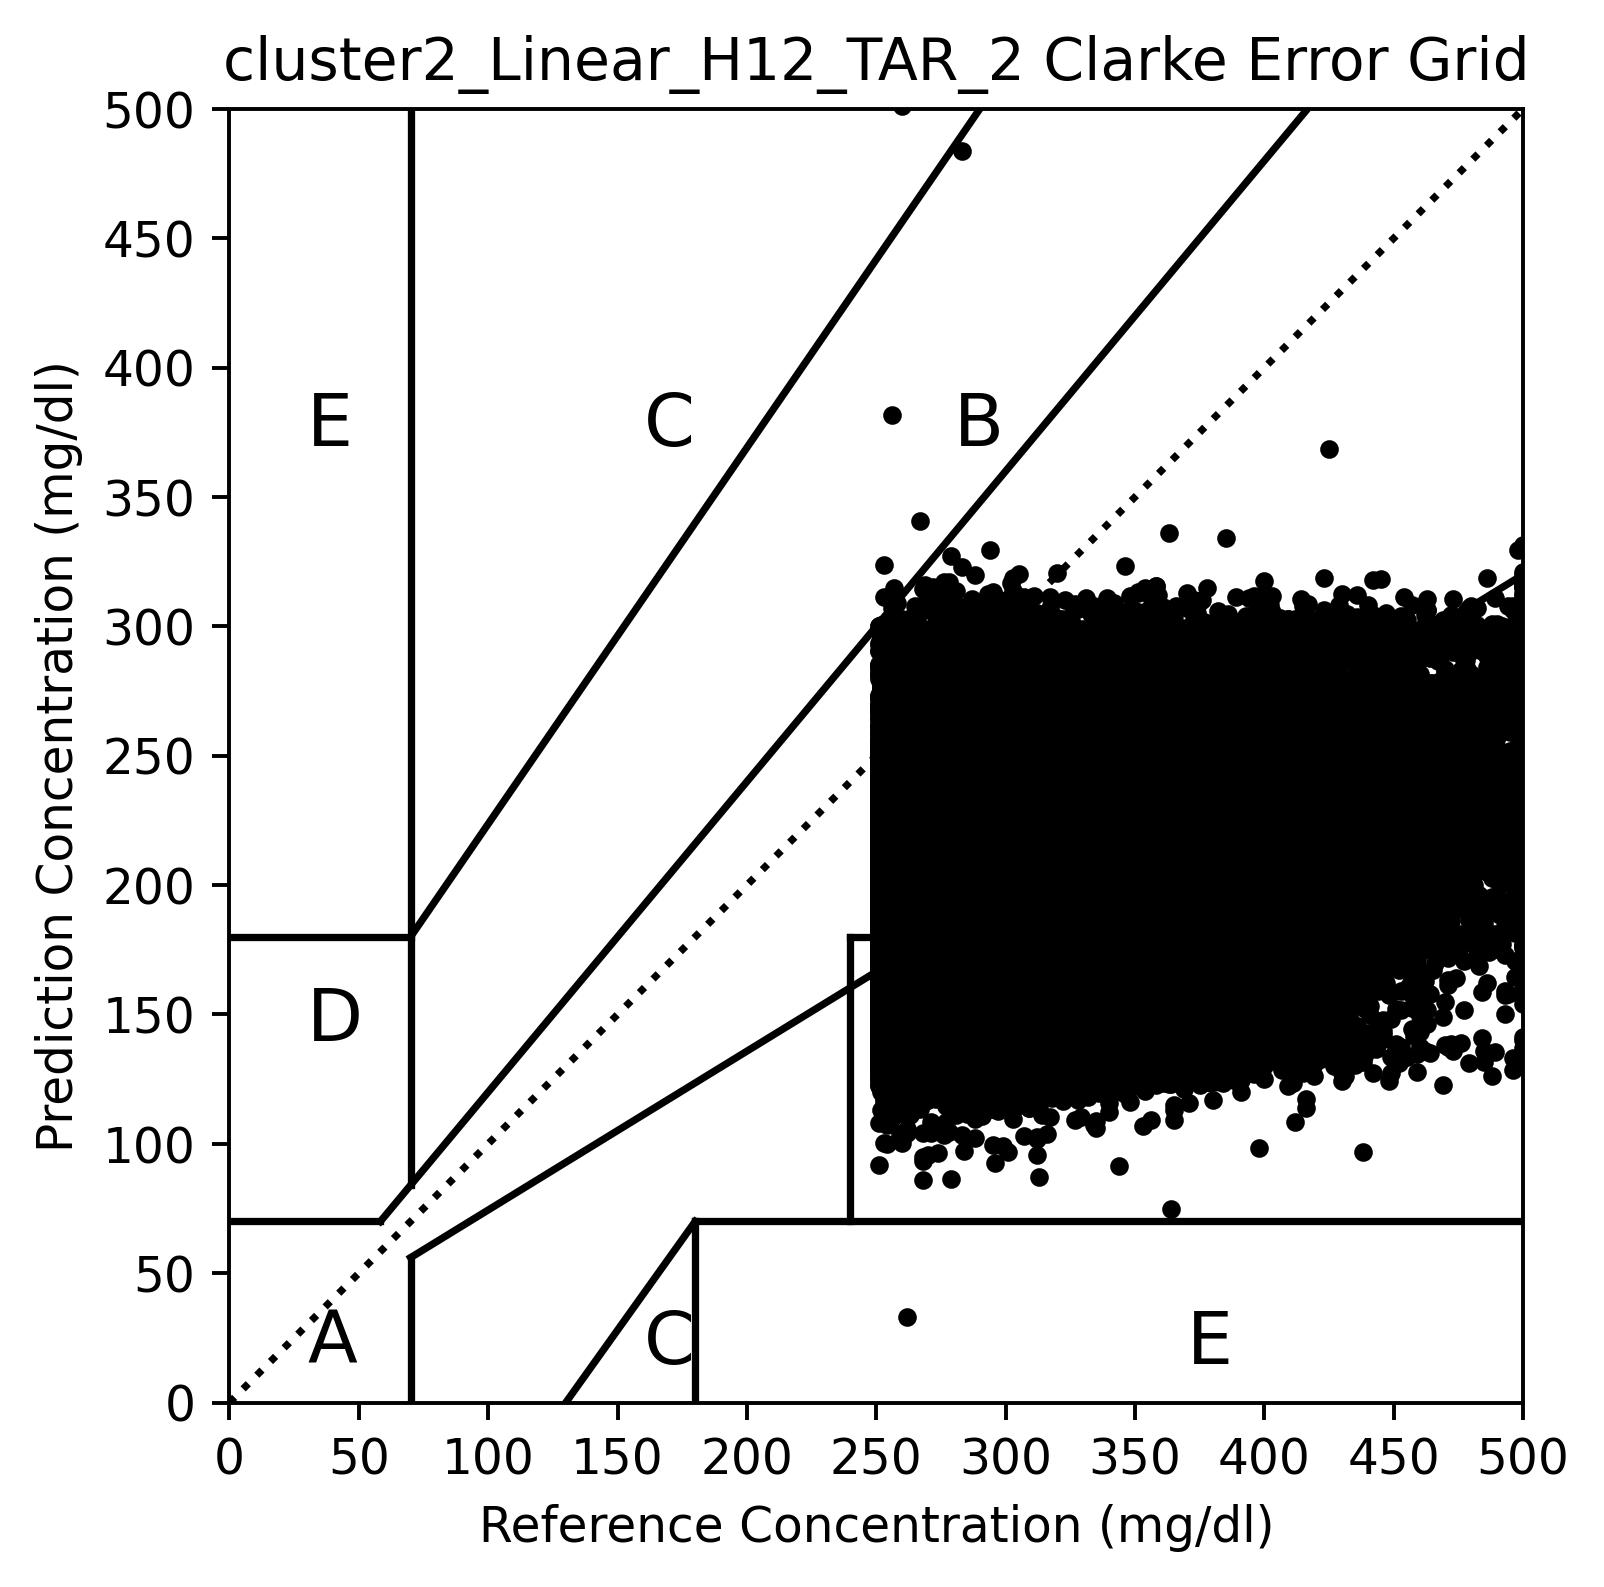 cluster2_Linear_H12_TAR_2 Clarke Error Grid
500
450
400
350
300
250
200
150
100
50
0
Prediction Concentration (mg/dl)
E
C
B
D
A
C
E
0 50 100 150 200 250 300 350 400 450 500
Reference Concentration (mg/dl)